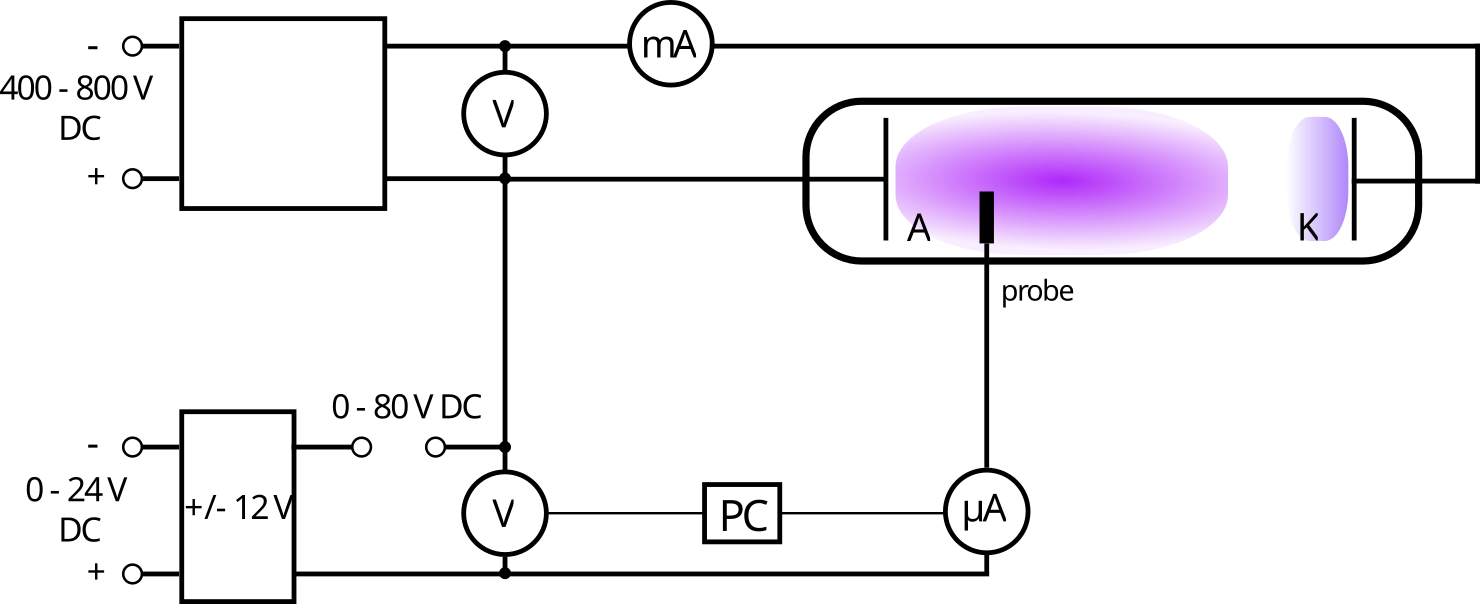 -
mA
400 - 800 V
DC
V
+
A
K
probe
0 - 80 V DC
-
0 - 24 V
DC
+/- 12 V
V
PC
µA
+